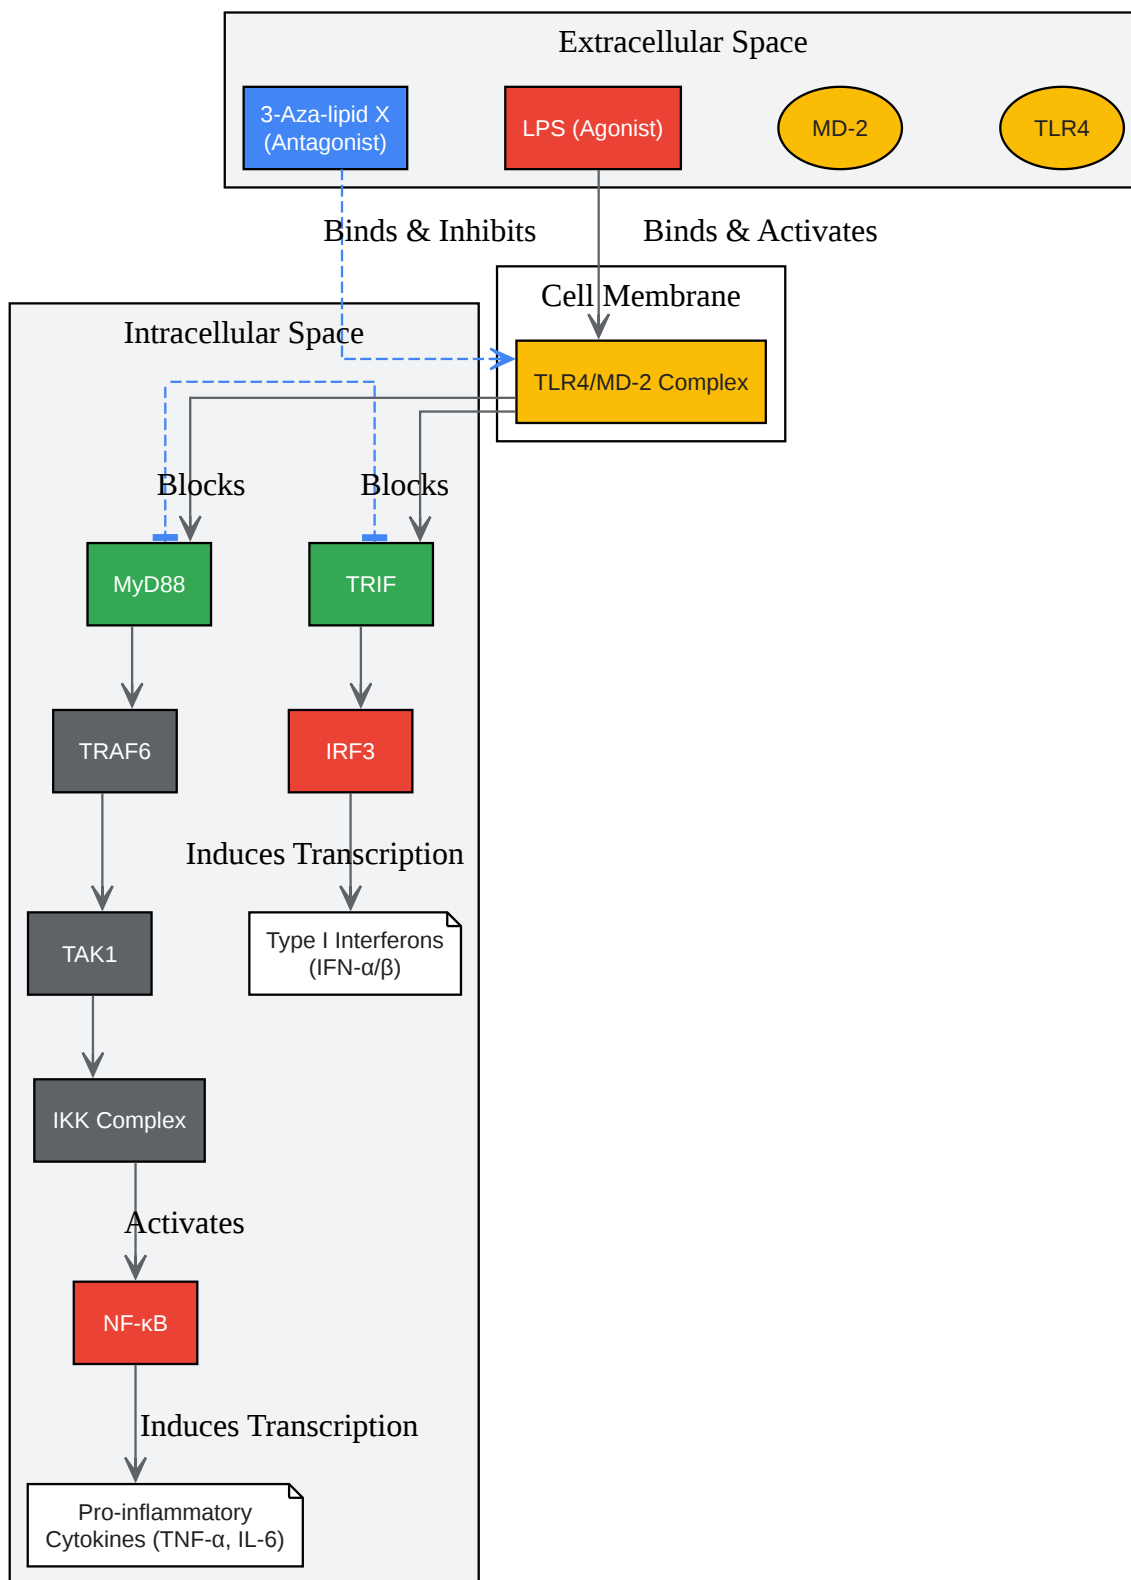 Extracellular Space
3-Aza-lipid X
(Antagonist)
LPS (Agonist)
MD-2
TLR4
Binds & Inhibits
Binds & Activates
Cell Membrane
Intracellular Space
TLR4/MD-2 Complex
Blocks
Blocks
MyD88
TRIF
TRAF6
IRF3
Induces Transcription
TAK1
Type I Interferons
(IFN-α/β)
IKK Complex
Activates
NF-κB
Induces Transcription
Pro-inflammatory
Cytokines (TNF-α, IL-6)